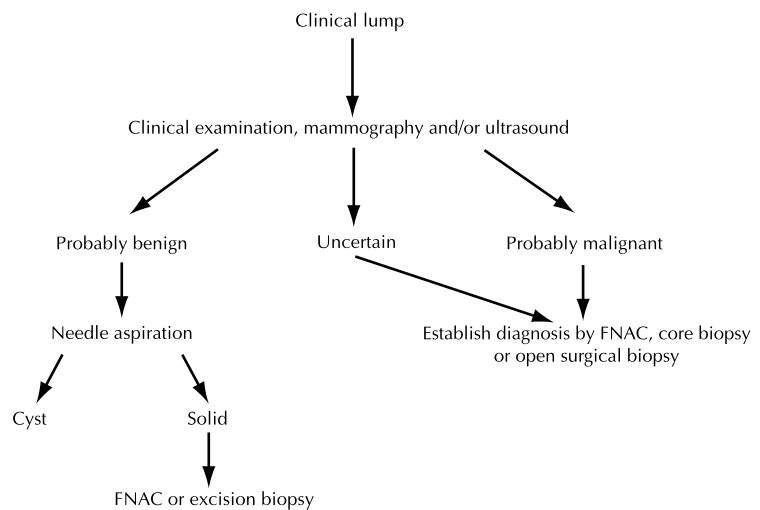 Clinical lump
Clinical examination, mammography and/or ultrasound
Probably benign
Uncertain
Probably malignant
Needle aspiration
Establish diagnosis by FNAC, core biopsy
or open surgical biopsy
Cyst
Solid
FNAC or excision biopsy